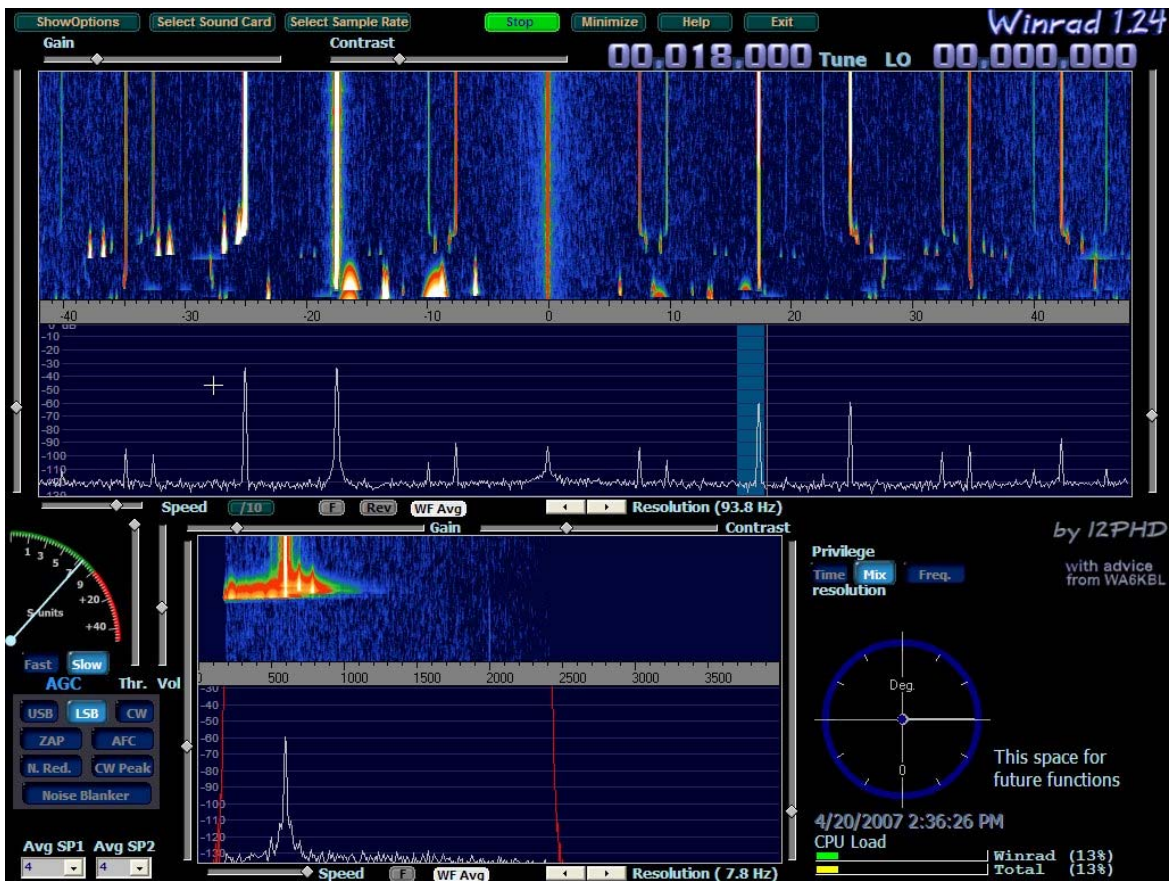 ShowOptions Select Sound Card Select Sample Rate Stop Minimize Help Exit Winrad 1.24
Gain Contrast 00,018,000 Tune LO 00,000,000
-40 -30 -20 -10 0 10 20 30 40
0 dB
-10
-20
-30
-40
-50
-60
-70
-80
-90
-100
-110
-120
-130
Speed /10 F Rev WF Avg Resolution (93.8 Hz)
Gain Contrast
by I2PHD
with advice
from WA6KBL
Privilege
Time Mix Freq.
resolution
1 3 5 7 9 +20 +40
S units
Fast Slow
AGC Thr. Vol
USB LSB CW
ZAP AFC
N. Red. CW Peak
Noise Blanker
Avg SP1 Avg SP2
4 4
0 500 1000 1500 2000 2500 3000 3500
-30
-50
-60
-70
-80
-90
-100
-110
-120
-130
Speed F WF Avg Resolution ( 7.8 Hz)
Deg.
0
This space for
future functions
4/20/2007 2:36:26 PM
CPU Load
Winrad (13%)
Total (13%)